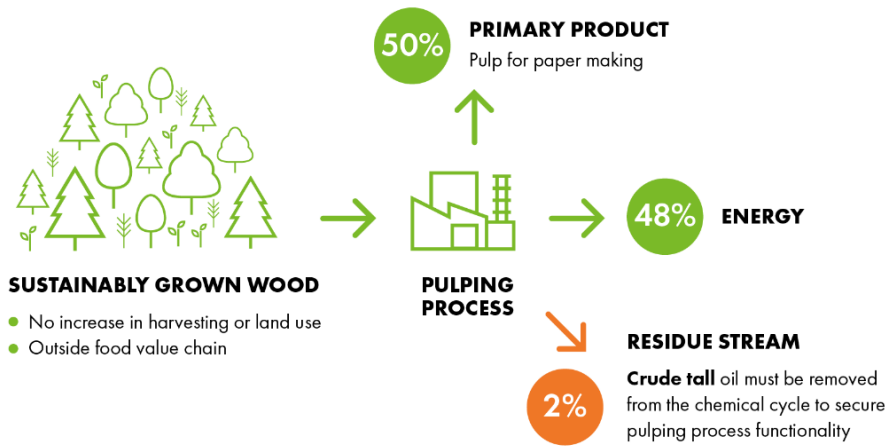 50%
PRIMARY PRODUCT
Pulp for paper making
48%
ENERGY
SUSTAINABLY GROWN WOOD
No increase in harvesting or land use
Outside food value chain
PULPING
PROCESS
RESIDUE STREAM
2%
Crude tall oil must be removed
from the chemical cycle to secure
pulping process functionality